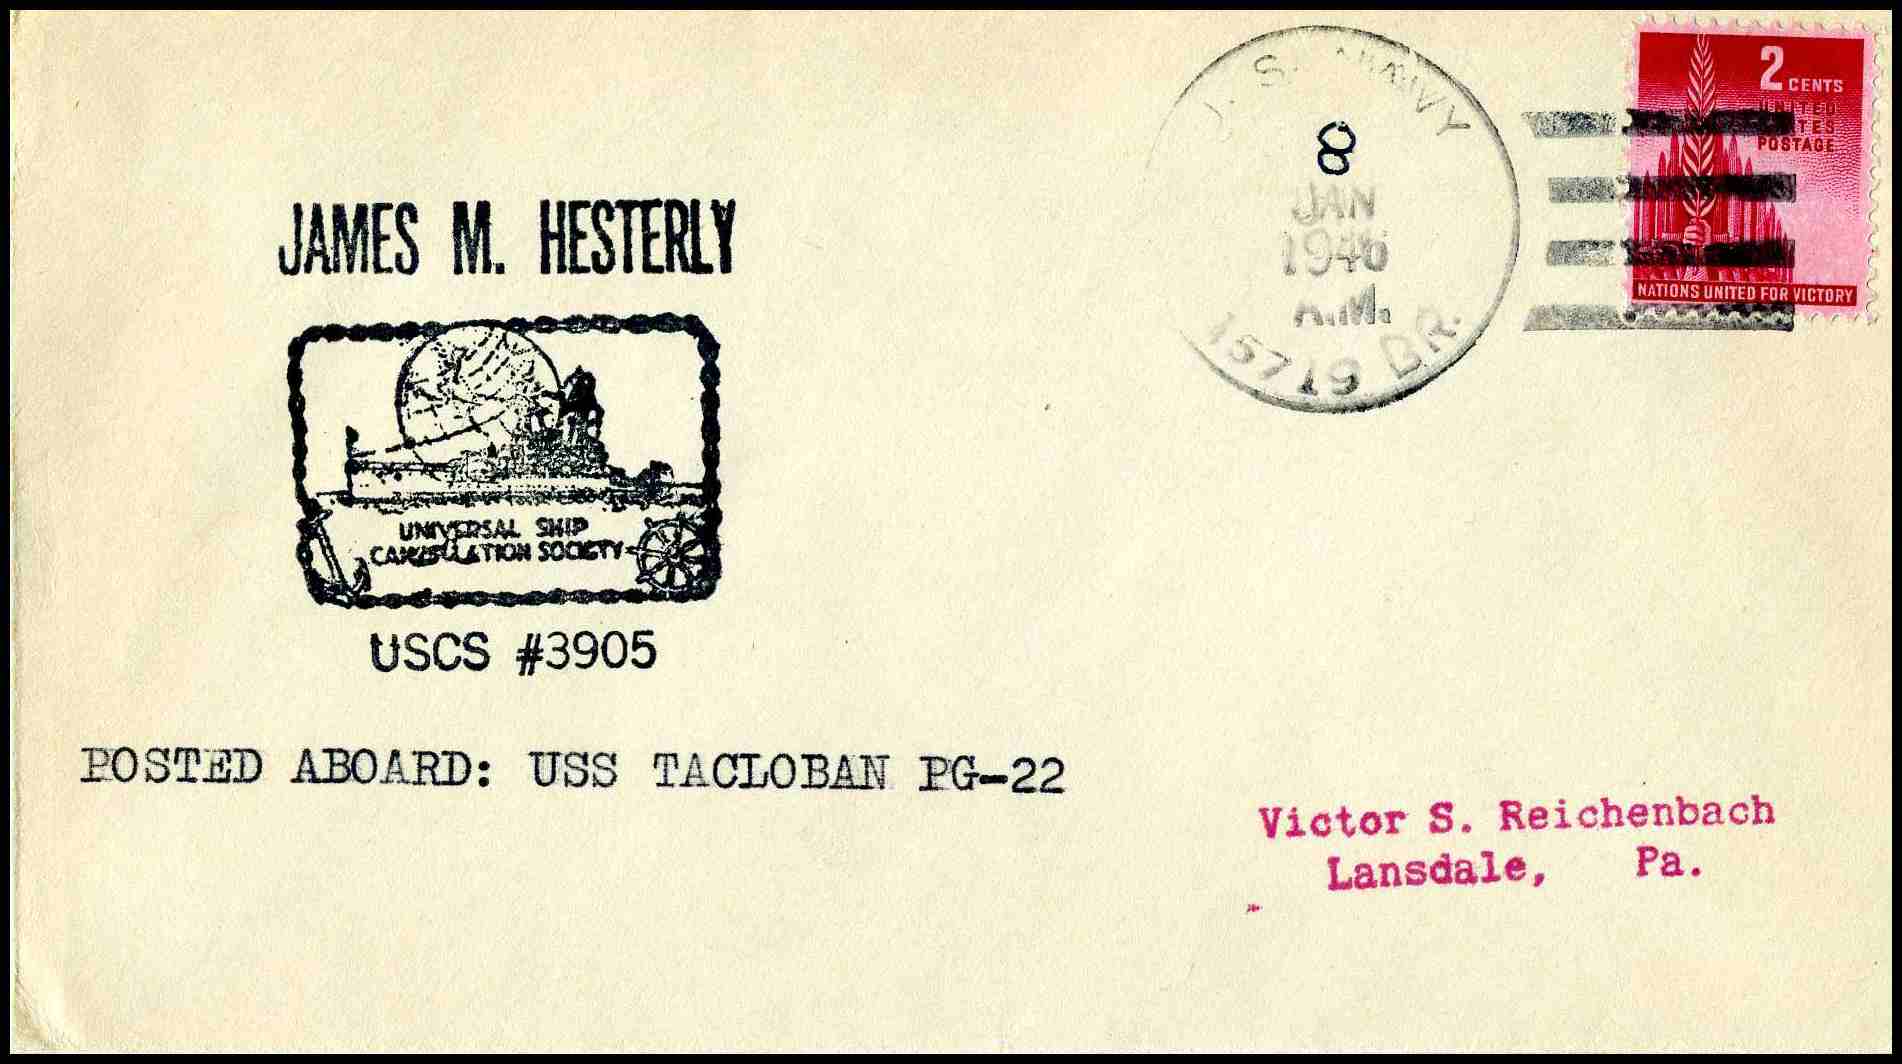 U. S. NAVY
8
JAN
1946
A.M.
15719 BR.
2 CENTS
UNITED
STATES
POSTAGE
NATIONS UNITED FOR VICTORY
JAMES M. HESTERLY
UNIVERSAL SHIP
CANCELLATION SOCIETY
USCS #3905
POSTED ABOARD: USS TACLOBAN PG-22
Victor S. Reichenbach
Lansdale, Pa.